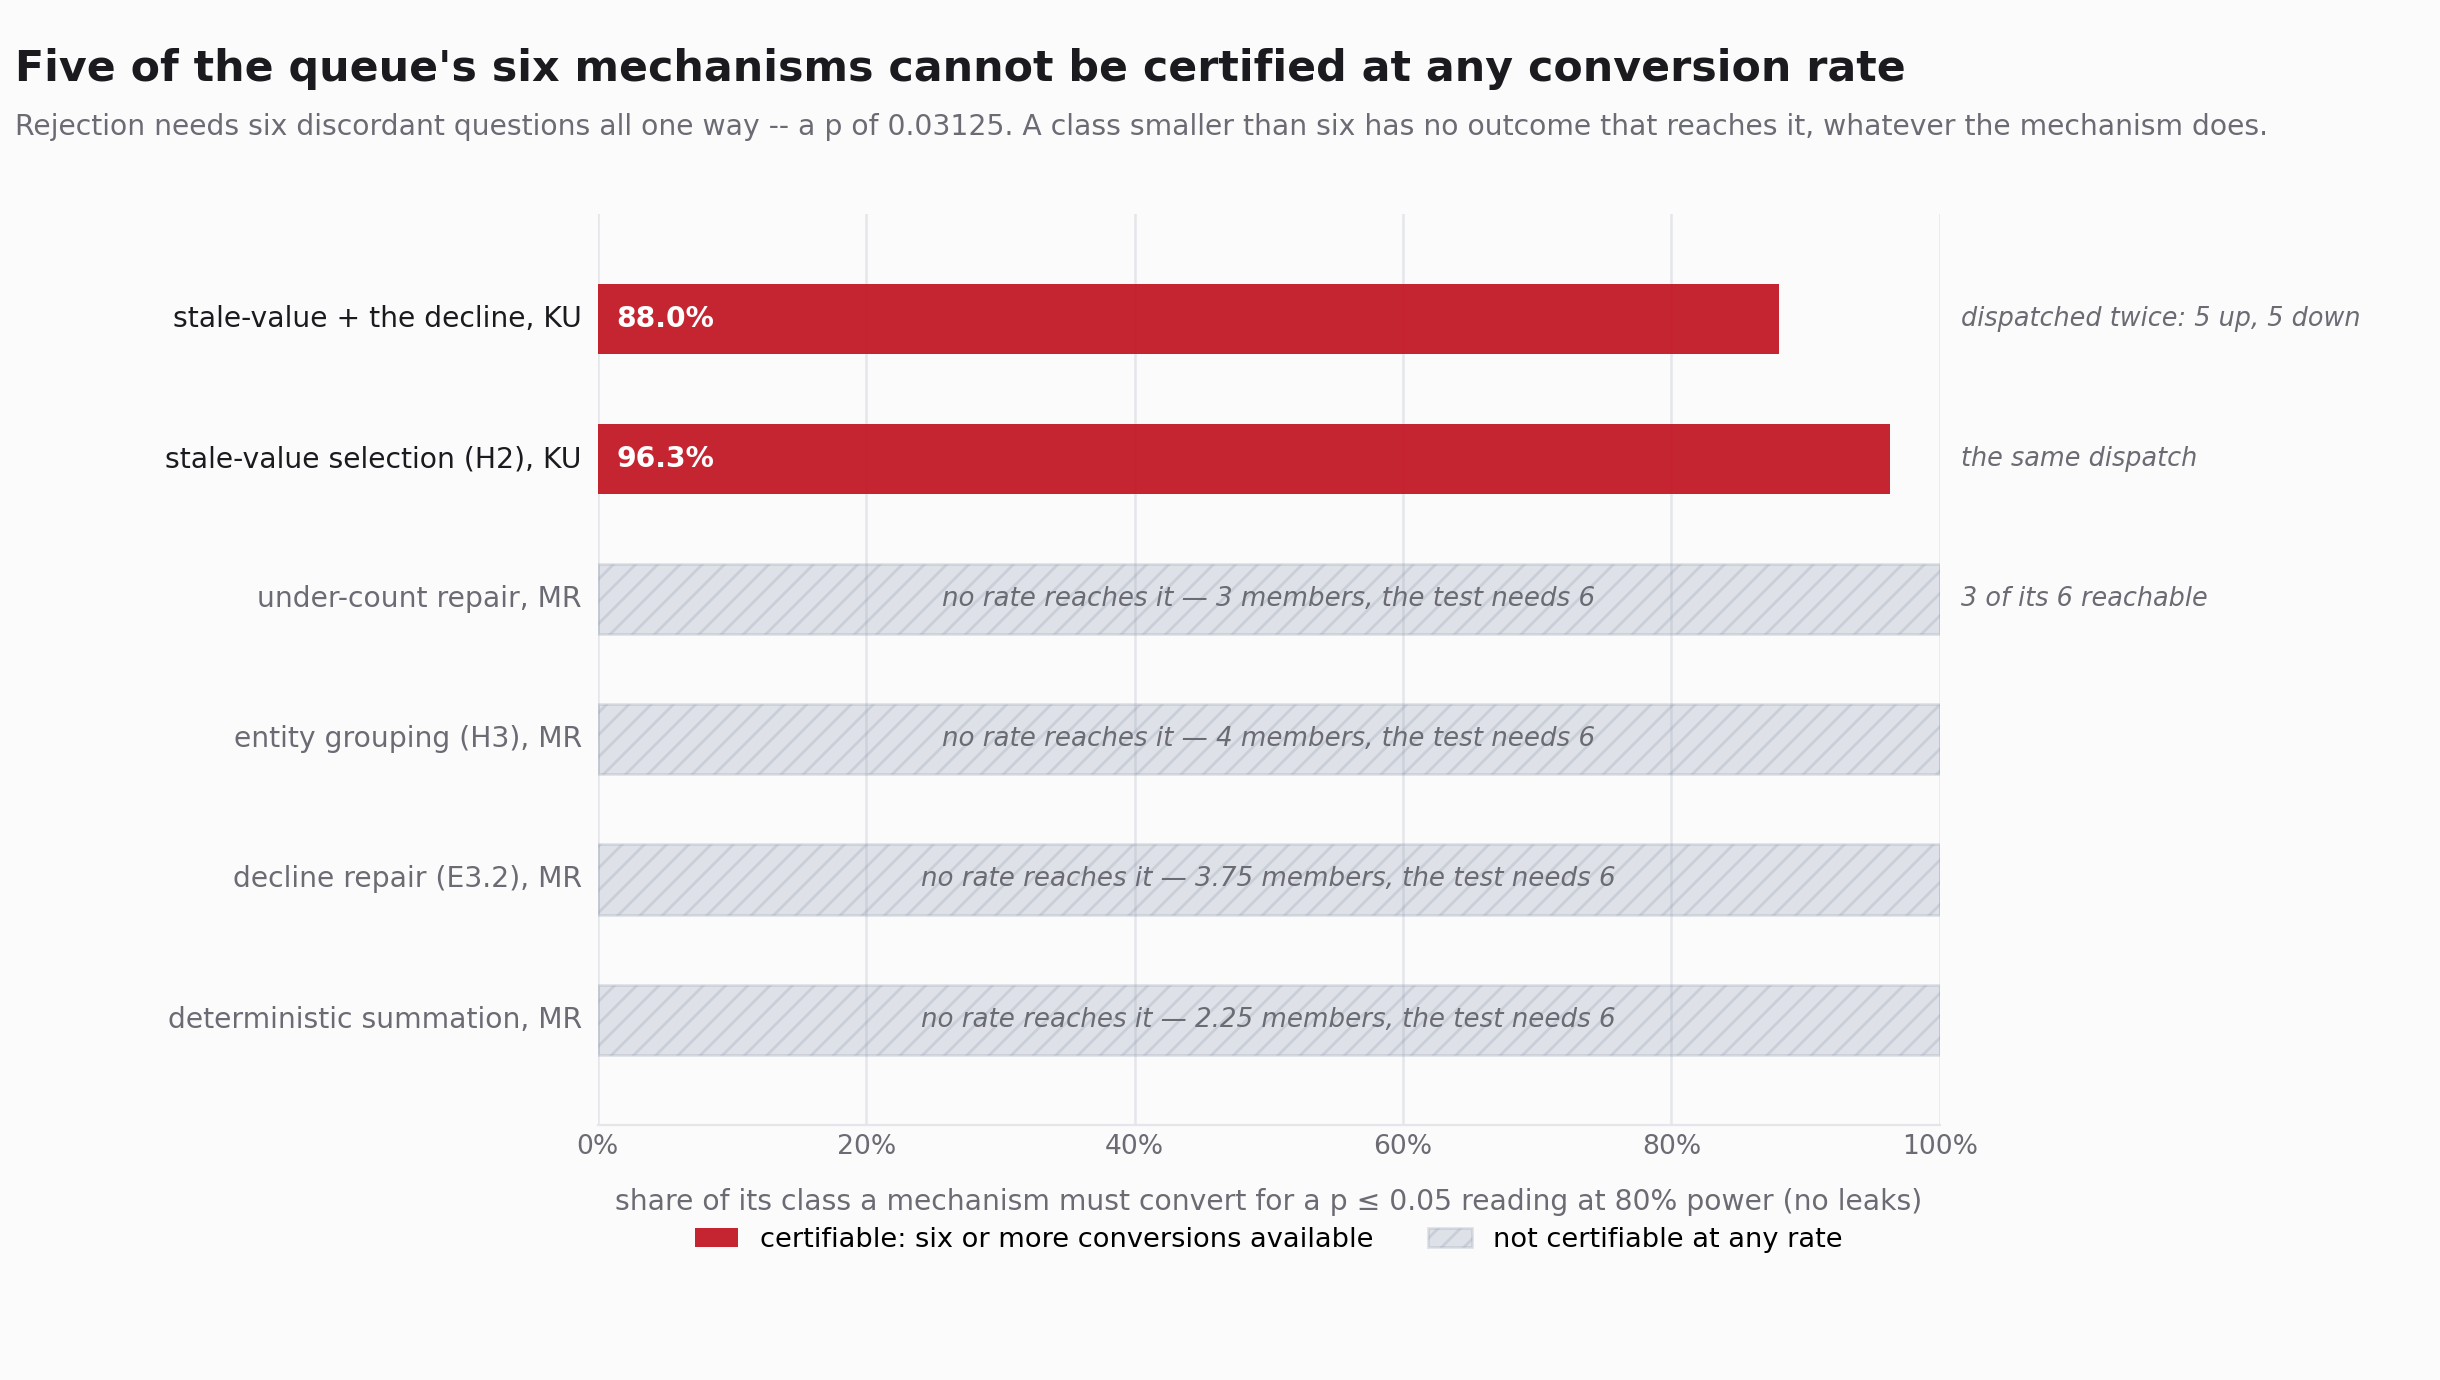 Five of the queue's six mechanisms cannot be certified at any conversion rate
Rejection needs six discordant questions all one way -- a p of 0.03125. A class smaller than six has no outcome that reaches it, whatever the mechanism does.
stale-value + the decline, KU
88.0%
dispatched twice: 5 up, 5 down
stale-value selection (H2), KU
96.3%
the same dispatch
under-count repair, MR
no rate reaches it — 3 members, the test needs 6
3 of its 6 reachable
entity grouping (H3), MR
no rate reaches it — 4 members, the test needs 6
decline repair (E3.2), MR
no rate reaches it — 3.75 members, the test needs 6
deterministic summation, MR
no rate reaches it — 2.25 members, the test needs 6
0% 20% 40% 60% 80% 100%
share of its class a mechanism must convert for a p ≤ 0.05 reading at 80% power (no leaks)
certifiable: six or more conversions available
not certifiable at any rate